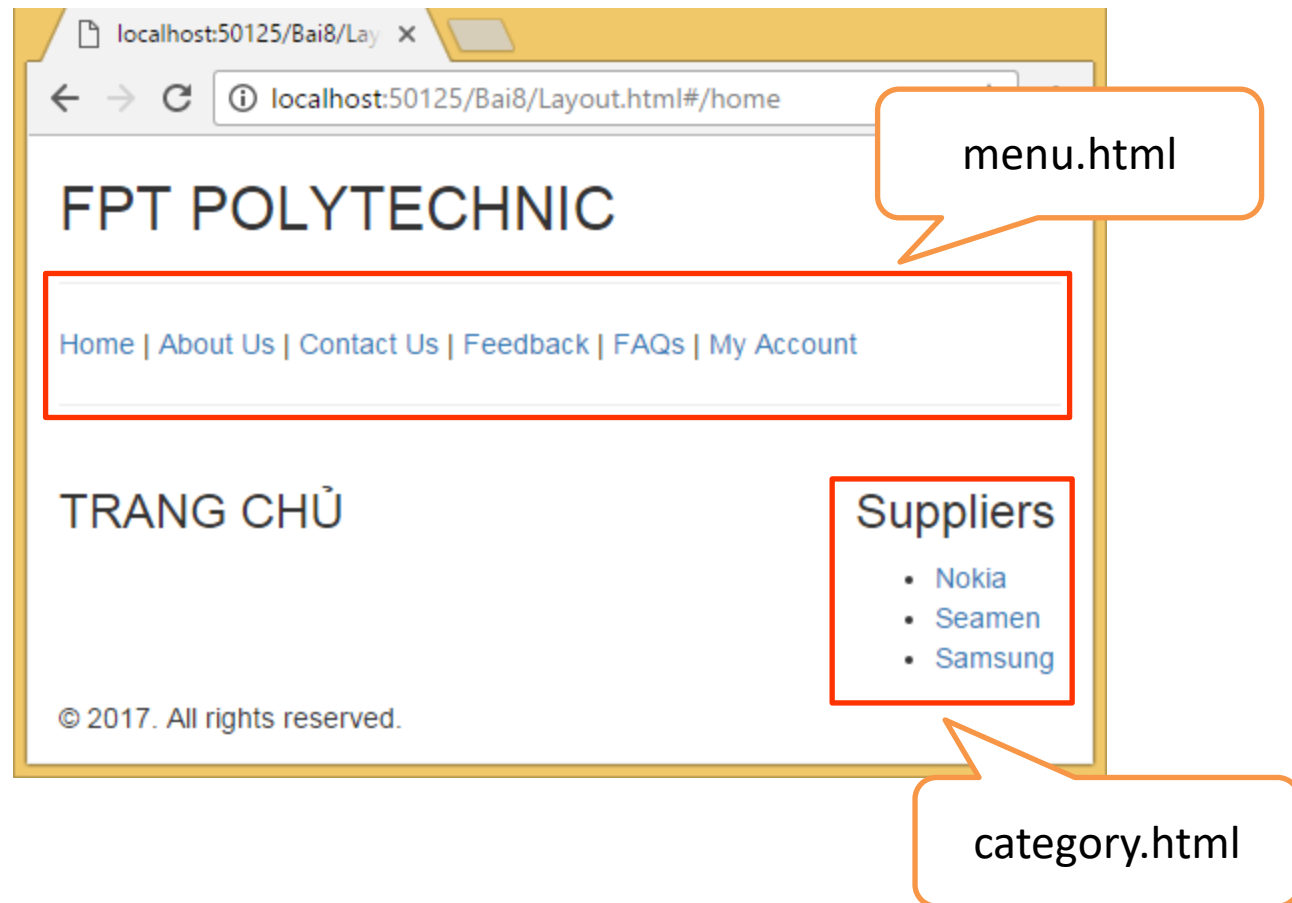 localhost:50125/Bai8/Lay
localhost:50125/Bai8/Layout.html#/home
menu.html
FPT POLYTECHNIC
Home | About Us | Contact Us | Feedback | FAQs | My Account
TRANG CHỦ
Suppliers
• Nokia
• Seamen
• Samsung
© 2017. All rights reserved.
category.html